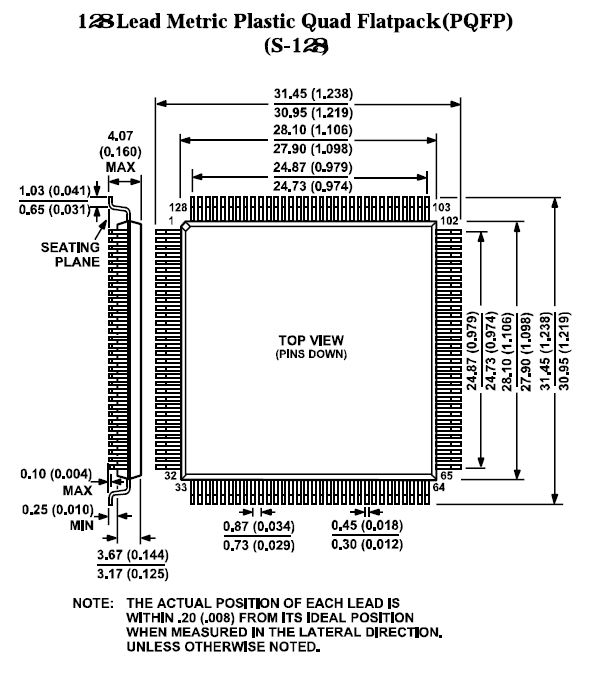 128 Lead Metric Plastic Quad Flatpack (PQFP)
(S-128)
31.45 (1.238)
30.95 (1.219)
28.10 (1.106)
27.90 (1.098)
24.87 (0.979)
24.73 (0.974)
4.07
(0.160)
MAX
1.03 (0.041)
0.65 (0.031)
SEATING
PLANE
128
103
1
102
TOP VIEW
(PINS DOWN)
24.87 (0.979)
24.73 (0.974)
28.10 (1.106)
27.90 (1.098)
31.45 (1.238)
30.95 (1.219)
32
65
33
64
0.10 (0.004)
MAX
0.25 (0.010)
MIN
3.67 (0.144)
3.17 (0.125)
0.87 (0.034)
0.73 (0.029)
0.45 (0.018)
0.30 (0.012)
NOTE: THE ACTUAL POSITION OF EACH LEAD IS
WITHIN .20 (.008) FROM ITS IDEAL POSITION
WHEN MEASURED IN THE LATERAL DIRECTION.
UNLESS OTHERWISE NOTED.